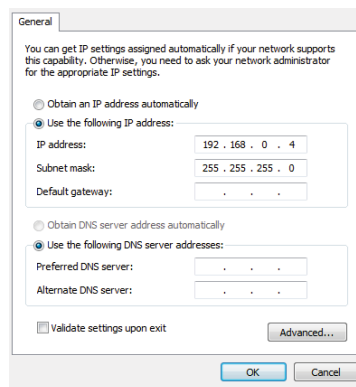 General
You can get IP settings assigned automatically if your network supports
this capability. Otherwise, you need to ask your network administrator
for the appropriate IP settings.
Obtain an IP address automatically
Use the following IP address:
IP address: 192 . 168 . 0 . 4
Subnet mask: 255 . 255 . 255 . 0
Default gateway: . . .
Obtain DNS server address automatically
Use the following DNS server addresses:
Preferred DNS server: . . .
Alternate DNS server: . . .
Validate settings upon exit
Advanced...
OK Cancel